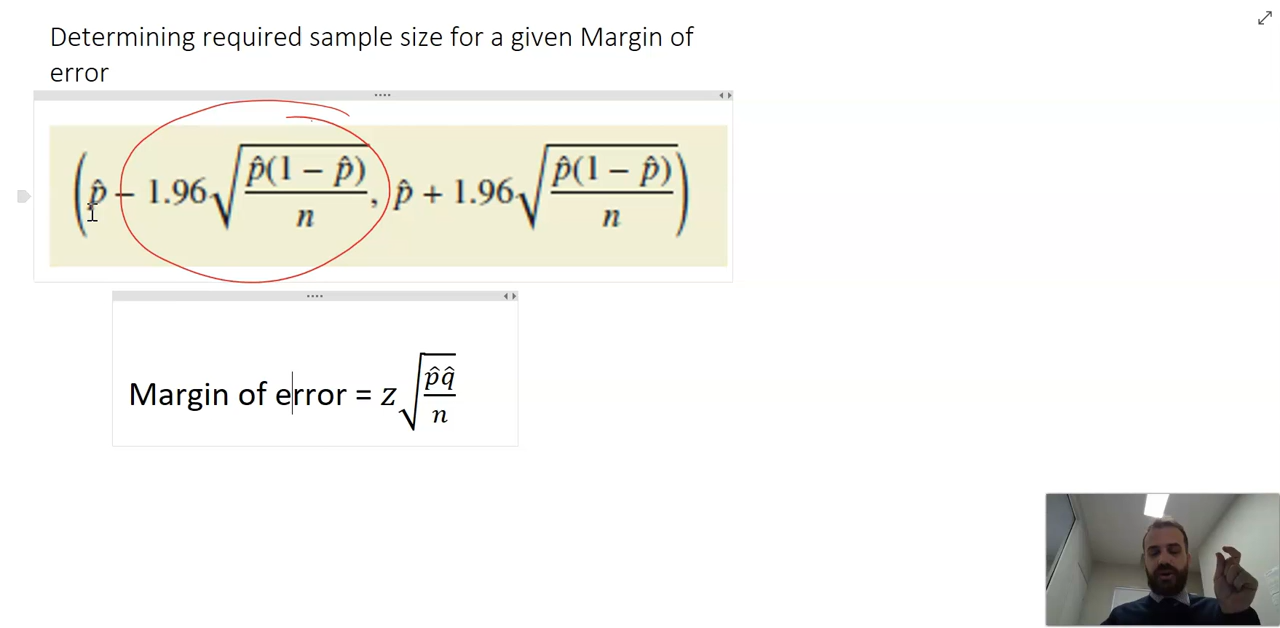 Determining required sample size for a given Margin of
error
(p̂ − 1.96√(p̂(1 − p̂)/n), p̂ + 1.96√(p̂(1 − p̂)/n))
Margin of error = z√(p̂q̂/n)